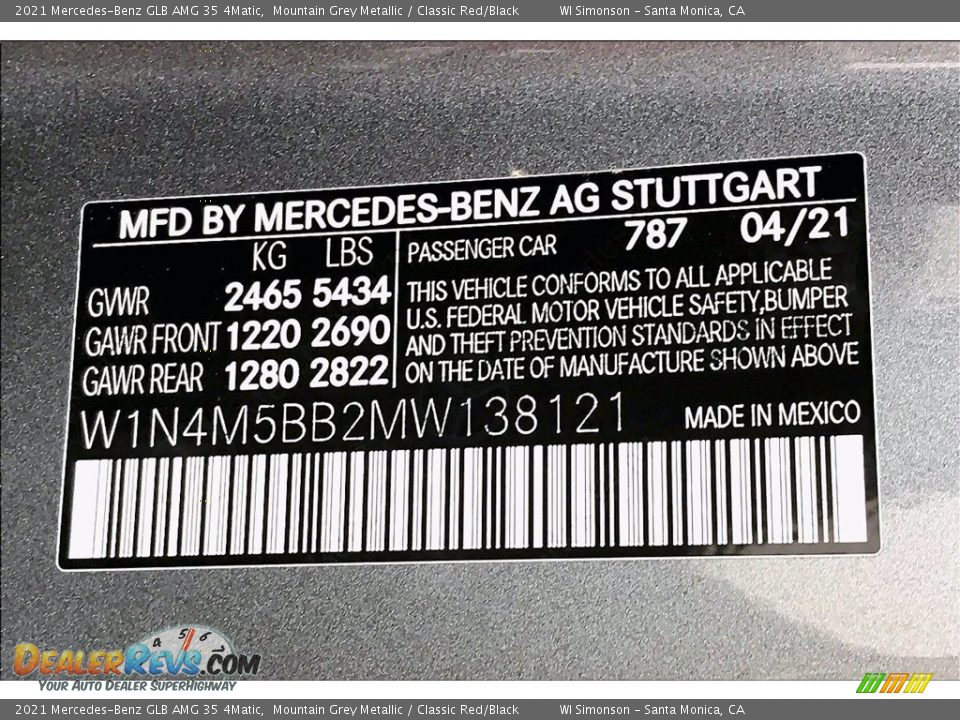 2021 Mercedes-Benz GLB AMG 35 4Matic, Mountain Grey Metallic / Classic Red/Black WI Simonson - Santa Monica, CA
MFD BY MERCEDES-BENZ AG STUTTGART
KG LBS
GVWR 2465 5434
GAWR FRONT 1220 2690
GAWR REAR 1280 2822
PASSENGER CAR 787 04/21
THIS VEHICLE CONFORMS TO ALL APPLICABLE
U.S. FEDERAL MOTOR VEHICLE SAFETY,BUMPER
AND THEFT PREVENTION STANDARDS IN EFFECT
ON THE DATE OF MANUFACTURE SHOWN ABOVE
W1N4M5BB2MW138121 MADE IN MEXICO
4 5 6
DEALERREVS.COM
YOUR AUTO DEALER SUPERHIGHWAY
2021 Mercedes-Benz GLB AMG 35 4Matic, Mountain Grey Metallic / Classic Red/Black WI Simonson - Santa Monica, CA